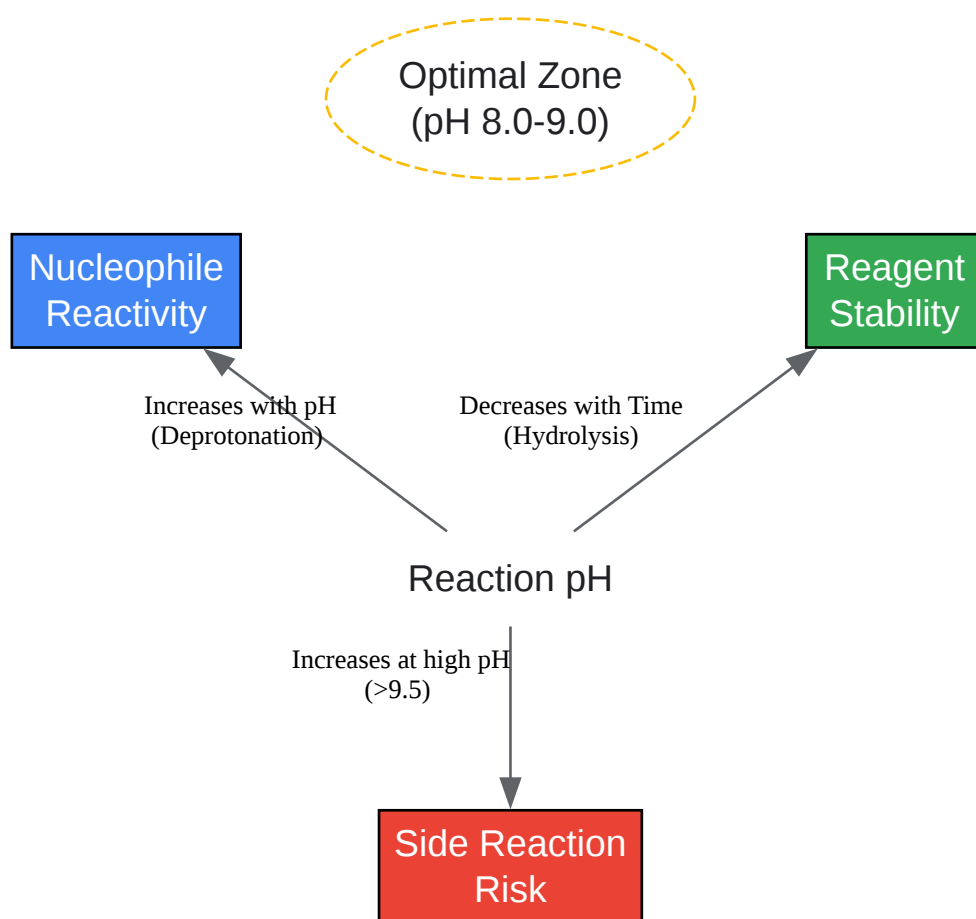 Optimal Zone
(pH 8.0-9.0)
Nucleophile
Reactivity
Reagent
Stability
Increases with pH
(Deprotonation)
Decreases with Time
(Hydrolysis)
Reaction pH
Increases at high pH
(>9.5)
Side Reaction
Risk